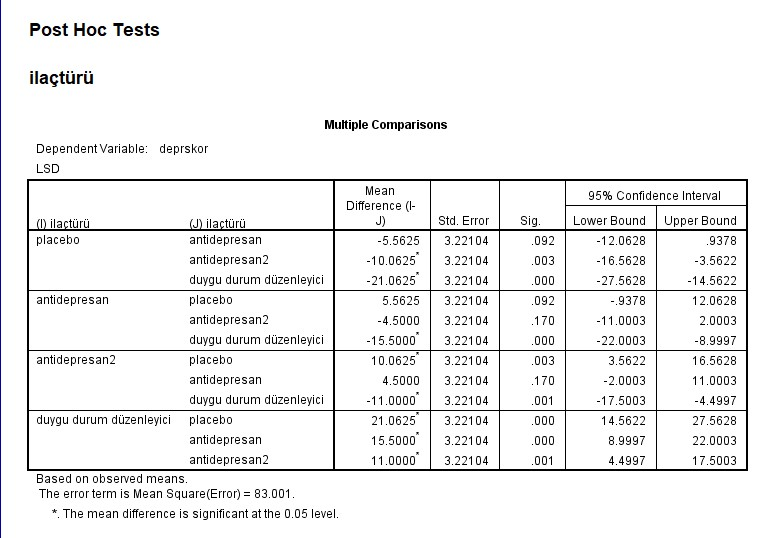 Post Hoc Tests
ilaçtürü
Multiple Comparisons
Dependent Variable: deprskor
LSD
(I) ilaçtürü (J) ilaçtürü Mean Difference (I-J) Std. Error Sig. 95% Confidence Interval
Lower Bound Upper Bound
placebo antidepresan -5.5625 3.22104 .092 -12.0628 .9378
antidepresan2 -10.0625* 3.22104 .003 -16.5628 -3.5622
duygu durum düzenleyici -21.0625* 3.22104 .000 -27.5628 -14.5622
antidepresan placebo 5.5625 3.22104 .092 -.9378 12.0628
antidepresan2 -4.5000 3.22104 .170 -11.0003 2.0003
duygu durum düzenleyici -15.5000* 3.22104 .000 -22.0003 -8.9997
antidepresan2 placebo 10.0625* 3.22104 .003 3.5622 16.5628
antidepresan 4.5000 3.22104 .170 -2.0003 11.0003
duygu durum düzenleyici -11.0000* 3.22104 .001 -17.5003 -4.4997
duygu durum düzenleyici placebo 21.0625* 3.22104 .000 14.5622 27.5628
antidepresan 15.5000* 3.22104 .000 8.9997 22.0003
antidepresan2 11.0000* 3.22104 .001 4.4997 17.5003
Based on observed means.
The error term is Mean Square(Error) = 83.001.
*. The mean difference is significant at the 0.05 level.